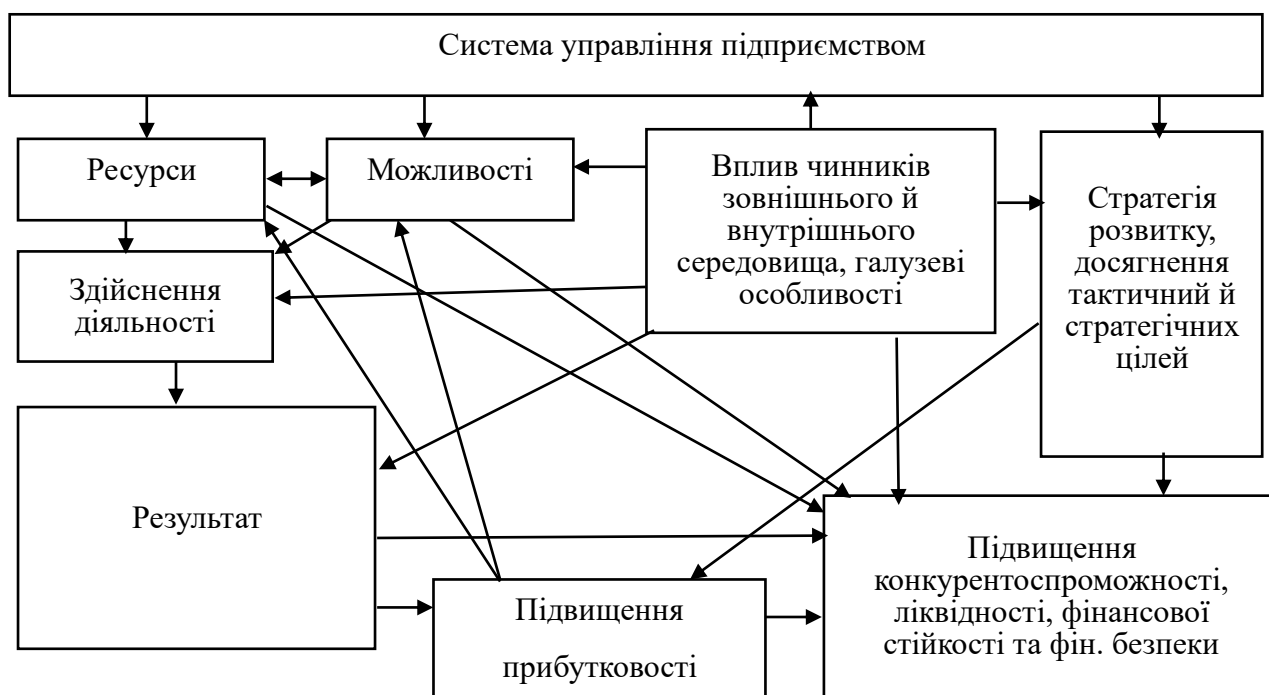 Система управління підприємством
Ресурси
Можливості
Вплив чинників
зовнішнього й
внутрішнього
середовища, галузеві
особливості
Стратегія
розвитку,
досягнення
тактичний й
стратегічних
цілей
Здійснення
діяльності
Результат
Підвищення
прибутковості
Підвищення
конкурентоспроможності,
ліквідності, фінансової
стійкості та фін. безпеки